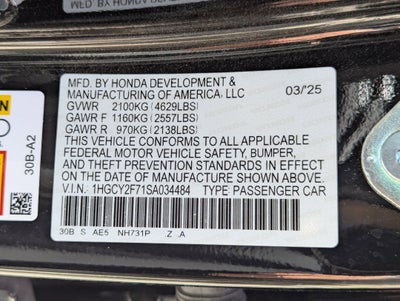 MFD. BY HONDA DEVELOPMENT &
MANUFACTURING OF AMERICA, LLC 03/'25
GVWR 2100KG (4629LBS)
GAWR F 1160KG (2557LBS)
GAWR R 970KG (2138LBS)
THIS VEHICLE CONFORMS TO ALL APPLICABLE
FEDERAL MOTOR VEHICLE SAFETY, BUMPER,
AND THEFT PREVENTION STANDARDS IN EFFECT
ON THE DATE OF MANUFACTURE SHOWN ABOVE.
V.I.N.: 1HGCY2F71SA034484 TYPE: PASSENGER CAR
30B S AE5 NH731P Z .A
30B-A2